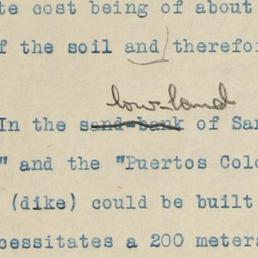 te cost being of about
f the soil and therefor
low-land
In the sand-bank of San
" and the "Puertos Colo
(dike) could be built
cessitates a 200 meters